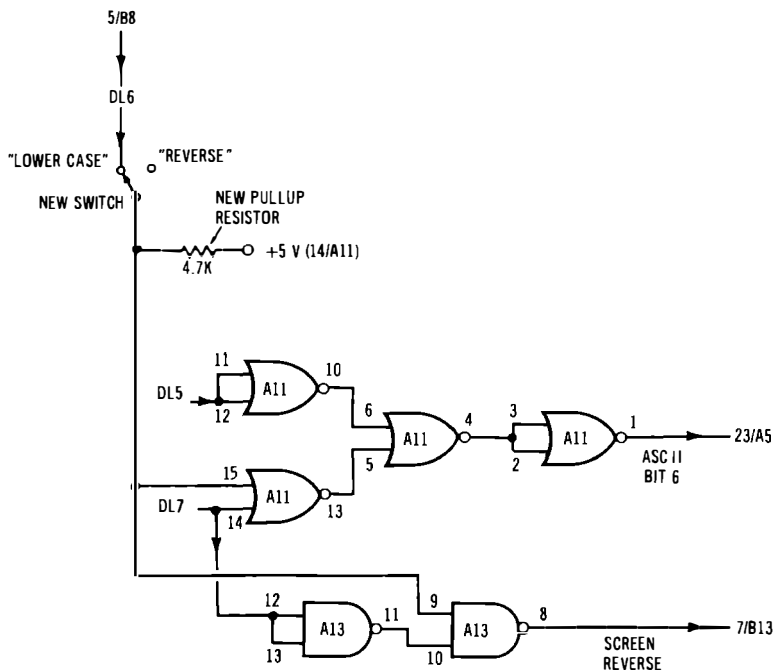 5/B8
DL6
"LOWER CASE"
"REVERSE"
NEW SWITCH
NEW PULLUP
RESISTOR
+5 V (14/A11)
4.7K
11
10
DL5
A11
12
6
4
3
1
A11
A11
23/A5
5
2
ASCII
BIT 6
15
A11
DL7
14
13
12
11
9
8
A13
A13
7/B13
13
10
SCREEN
REVERSE